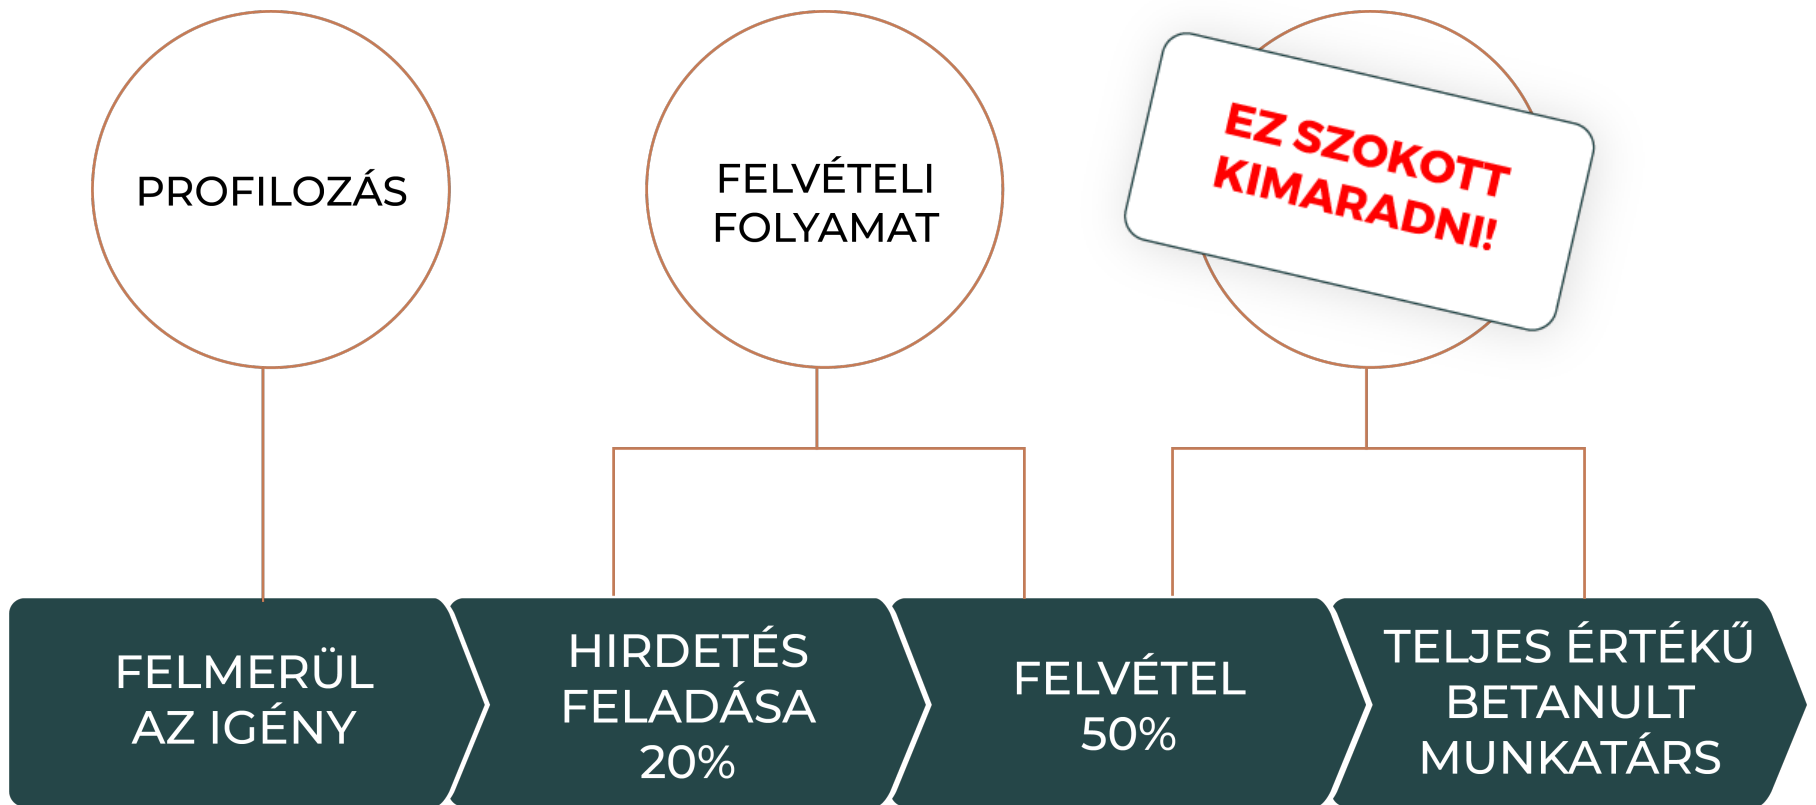 PROFILOZÁS
FELVÉTELI
FOLYAMAT
EZ SZOKOTT
KIMARADNI!
FELMERÜL
AZ IGÉNY
HIRDETÉS
FELADÁSA
20%
FELVÉTEL
50%
TELJES ÉRTÉKŰ
BETANULT
MUNKATÁRS